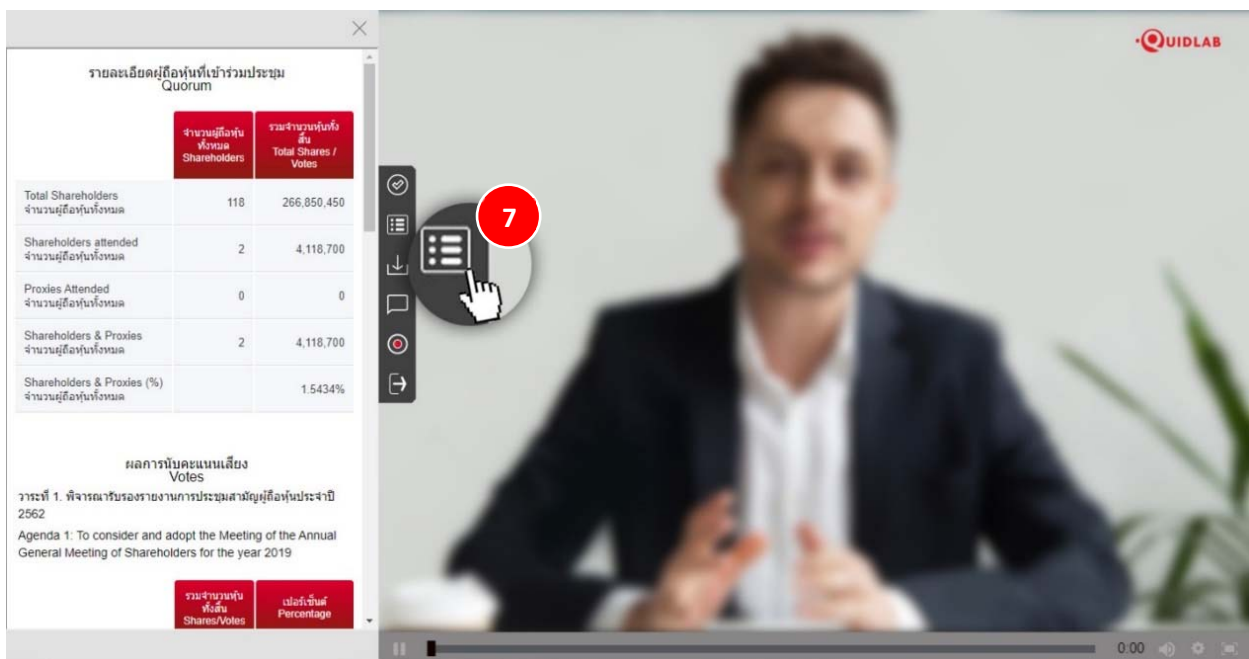 รายละเอียดผู้ถือหุ้นที่เข้าร่วมประชุม
Quorum
จำนวนผู้ถือหุ้น
ทั้งหมด
Shareholders
รวมจำนวนหุ้นทั้ง
สิ้น
Total Shares /
Votes
Total Shareholders
จำนวนผู้ถือหุ้นทั้งหมด
118
266,850,450
Shareholders attended
จำนวนผู้ถือหุ้นทั้งหมด
2
4,118,700
Proxies Attended
จำนวนผู้ถือหุ้นทั้งหมด
0
0
Shareholders & Proxies
จำนวนผู้ถือหุ้นทั้งหมด
2
4,118,700
Shareholders & Proxies (%)
จำนวนผู้ถือหุ้นทั้งหมด
1.5434%
ผลการนับคะแนนเสียง
Votes
วาระที่ 1. พิจารณารับรองรายงานการประชุมสามัญผู้ถือหุ้นประจำปี
2562
Agenda 1: To consider and adopt the Meeting of the Annual
General Meeting of Shareholders for the year 2019
รวมจำนวนหุ้น
ทั้งสิ้น
Shares/Votes
เปอร์เซ็นต์
Percentage
7
QUIDLAB
0:00